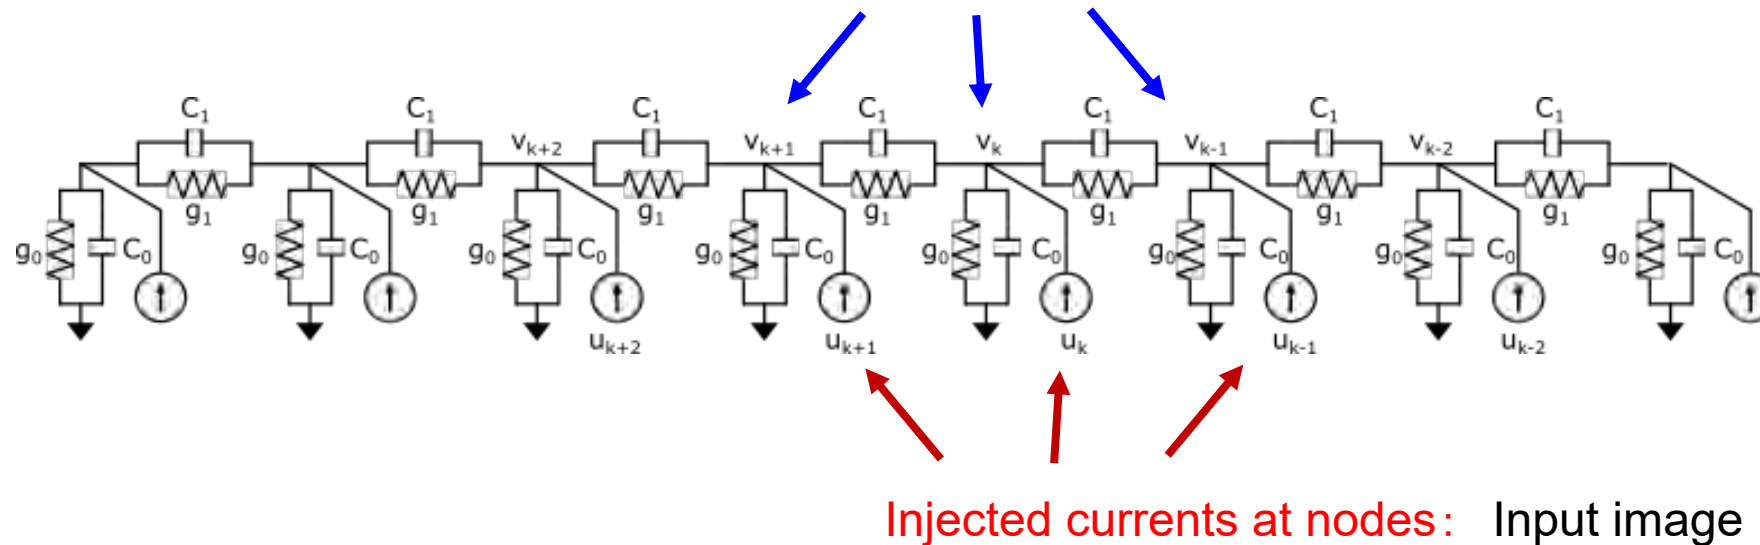 C₁ C₁ C₁ C₁ C₁ C₁ C₁
vₖ₊₂ vₖ₊₁ vₖ vₖ₋₁ vₖ₋₂
g₁ g₁ g₁ g₁ g₁ g₁ g₁
g₀ C₀ g₀ C₀ g₀ C₀ g₀ C₀ g₀ C₀ g₀ C₀ g₀ C₀ g₀ C₀
uₖ₊₂ uₖ₊₁ uₖ uₖ₋₁ uₖ₋₂
Injected currents at nodes: Input image